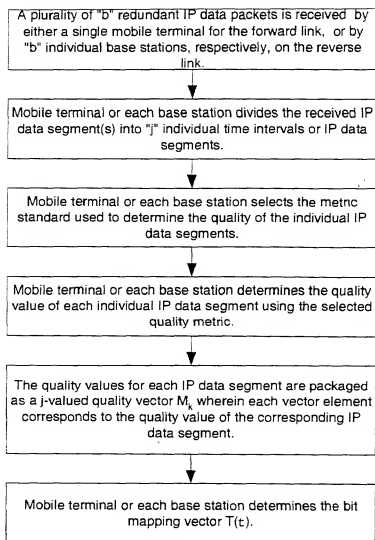 A plurality of "b" redundant IP data packets is received by
either a single mobile terminal for the forward link, or by
"b" individual base stations, respectively, on the reverse
link.
Mobile terminal or each base station divides the received IP
data segment(s) into "j" individual time intervals or IP data
segments.
Mobile terminal or each base station selects the metric
standard used to determine the quality of the individual IP
data segments.
Mobile terminal or each base station determines the quality
value of each individual IP data segment using the selected
quality metric.
The quality values for each IP data segment are packaged
as a j-valued quality vector Mk wherein each vector element
corresponds to the quality value of the corresponding IP
data segment.
Mobile terminal or each base station determines the bit
mapping vector T(t).